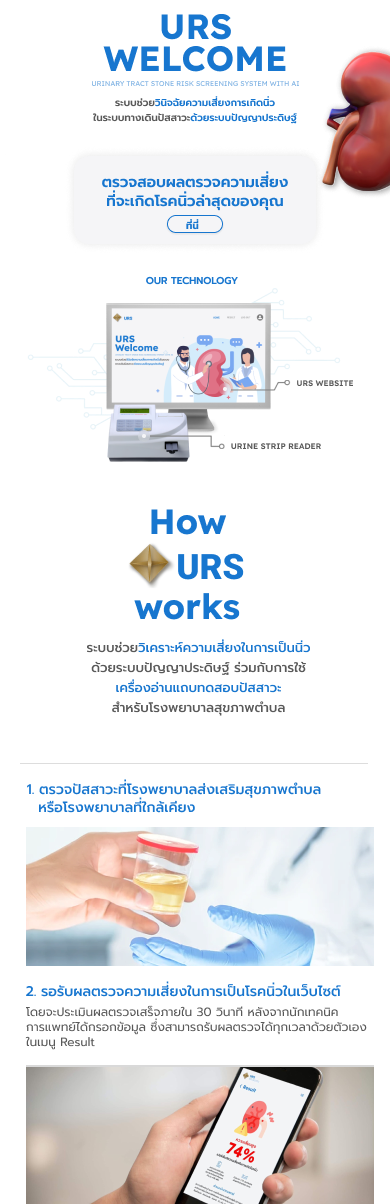 URS
WELCOME
URINARY TRACT STONE RISK SCREENING SYSTEM WITH AI
ระบบช่วยวินิจฉัยความเสี่ยงการเกิดนิ่ว
ในระบบทางเดินปัสสาวะด้วยระบบปัญญาประดิษฐ์
ตรวจสอบผลตรวจความเสี่ยง
ที่จะเกิดโรคนิ่วล่าสุดของคุณ
ที่นี่
OUR TECHNOLOGY
URS
URS
Welcome
URS WEBSITE
URINE STRIP READER
How
URS
works
ระบบช่วยวิเคราะห์ความเสี่ยงในการเป็นนิ่ว
ด้วยระบบปัญญาประดิษฐ์ ร่วมกับการใช้
เครื่องอ่านแถบทดสอบปัสสาวะ
สำหรับโรงพยาบาลสุขภาพตำบล
1. ตรวจปัสสาวะที่โรงพยาบาลส่งเสริมสุขภาพตำบล
หรือโรงพยาบาลที่ใกล้เคียง
2. รอรับผลตรวจความเสี่ยงในการเป็นโรคนิ่วในเว็บไซต์
โดยจะประเมินผลตรวจเสร็จภายใน 30 วินาที หลังจากนักเทคนิค
การแพทย์ได้กรอกข้อมูล ซึ่งสามารถรับผลตรวจได้ทุกเวลาด้วยตัวเอง
ในเมนู Result
Result
74%